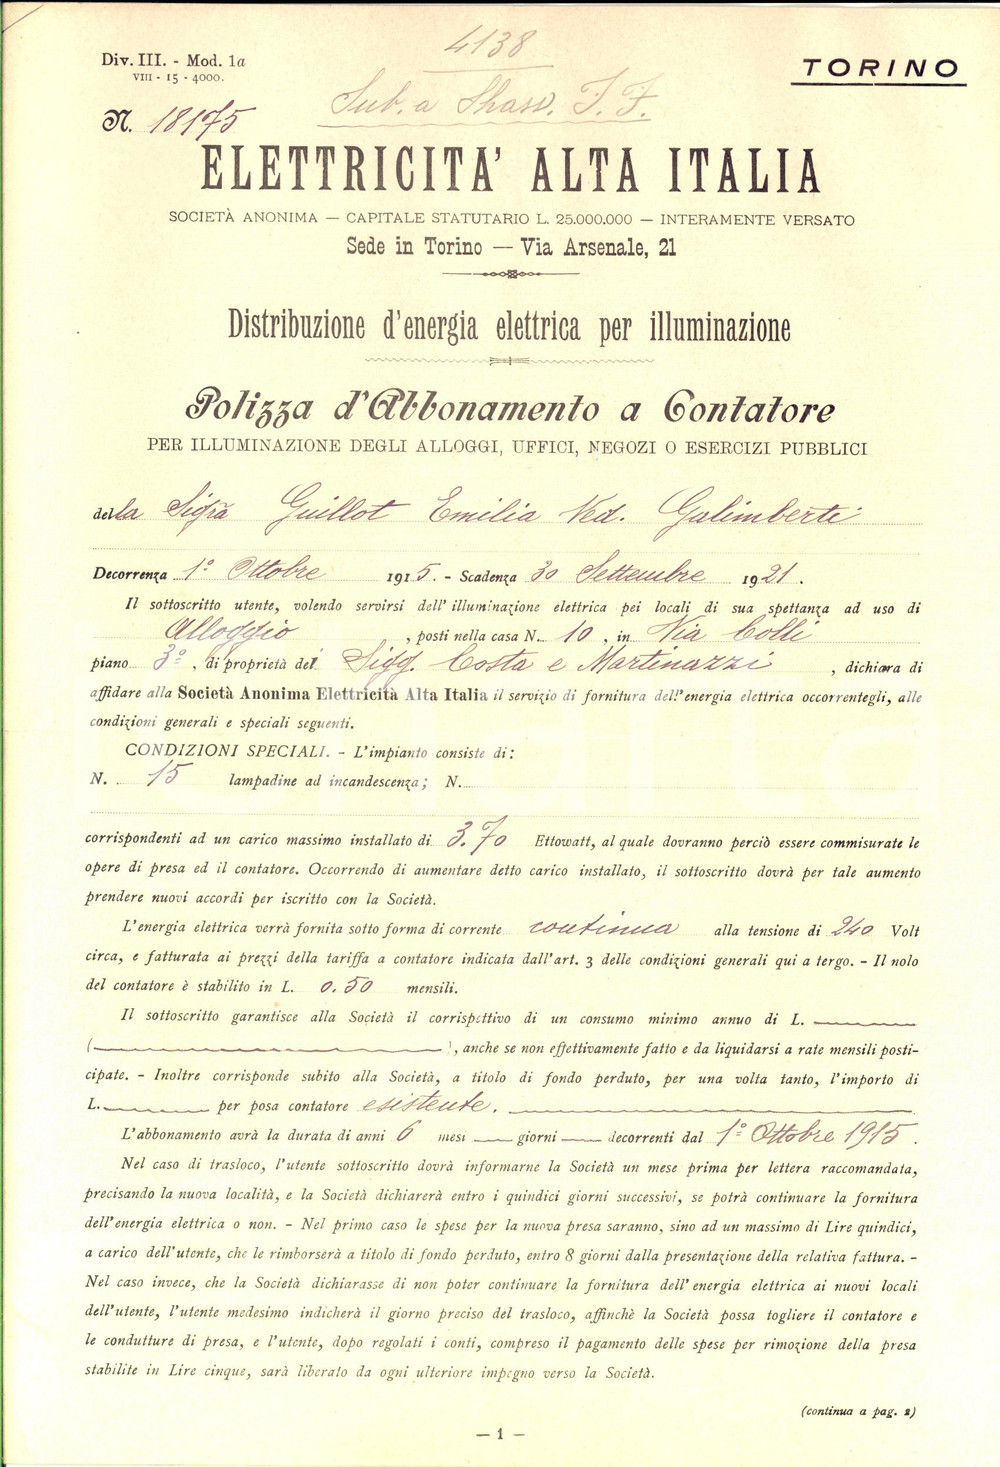 4138
Div. III. - Mod. 1a
VIII - 15 - 4000.
TORINO
Sub. a
N. 18175
ELETTRICITA' ALTA ITALIA
SOCIETÀ ANONIMA — CAPITALE STATUTARIO L. 25.000.000 — INTERAMENTE VERSATO
Sede in Torino — Via Arsenale, 21
Distribuzione d'energia elettrica per illuminazione
Polizza d'Abbonamento a Contatore
PER ILLUMINAZIONE DEGLI ALLOGGI, UFFICI, NEGOZI O ESERCIZI PUBBLICI
della Sigra Guillot Emilia Ved. Galimberti
Decorrenza 1° Ottobre 1915. - Scadenza 30 Settembre 1921.
Il sottoscritto utente, volendo servirsi dell'illuminazione elettrica pei locali di sua spettanza ad uso di
Alloggio, posti nella casa N. 10, in Via Colli
piano 3°, di proprietà dei Sigg. Costa e Martinazzi, dichiara di
affidare alla Società Anonima Elettricità Alta Italia il servizio di fornitura dell'energia elettrica occorrentegli, alle
condizioni generali e speciali seguenti.
CONDIZIONI SPECIALI. - L'impianto consiste di:
N. 15 lampadine ad incandescenza; N.
corrispondenti ad un carico massimo installato di 3.70 Ettowatt, al quale dovranno perciò essere commisurate le
opere di presa ed il contatore. Occorrendo di aumentare detto carico installato, il sottoscritto dovrà per tale aumento
prendere nuovi accordi per iscritto con la Società.
L'energia elettrica verrà fornita sotto forma di corrente continua alla tensione di 240 Volt
circa, e fatturata ai prezzi della tariffa a contatore indicata dall'art. 3 delle condizioni generali qui a tergo. - Il nolo
del contatore è stabilito in L. 0.50 mensili.
Il sottoscritto garantisce alla Società il corrispettivo di un consumo minimo annuo di L.
( ), anche se non effettivamente fatto e da liquidarsi a rate mensili posti-
cipate. - Inoltre corrisponde subito alla Società, a titolo di fondo perduto, per una volta tanto, l'importo di
L. per posa contatore esistente.
L'abbonamento avrà la durata di anni 6 mesi giorni decorrenti dal 1° Ottobre 1915.
Nel caso di trasloco, l'utente sottoscritto dovrà informarne la Società un mese prima per lettera raccomandata,
precisando la nuova località, e la Società dichiarerà entro i quindici giorni successivi, se potrà continuare la fornitura
dell'energia elettrica o non. - Nel primo caso le spese per la nuova presa saranno, sino ad un massimo di Lire quindici,
a carico dell'utente, che le rimborserà a titolo di fondo perduto, entro 8 giorni dalla presentazione della relativa fattura. -
Nel caso invece, che la Società dichiarasse di non poter continuare la fornitura dell'energia elettrica ai nuovi locali
dell'utente, l'utente medesimo indicherà il giorno preciso del trasloco, affinchè la Società possa togliere il contatore e
le condutture di presa, e l'utente, dopo regolati i conti, compreso il pagamento delle spese per rimozione della presa
stabilite in Lire cinque, sarà liberato da ogni ulteriore impegno verso la Società.
(continua a pag. 2)
— 1 —